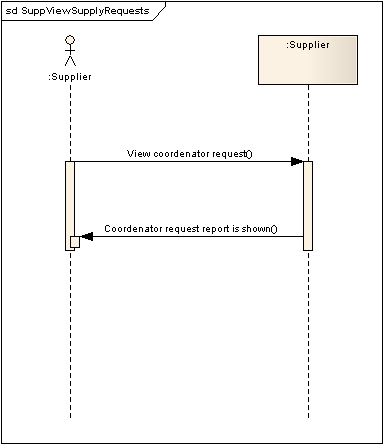 sd SuppViewSupplyRequests
:Supplier
:Supplier
View coordenator request()
Coordenator request report is shown()